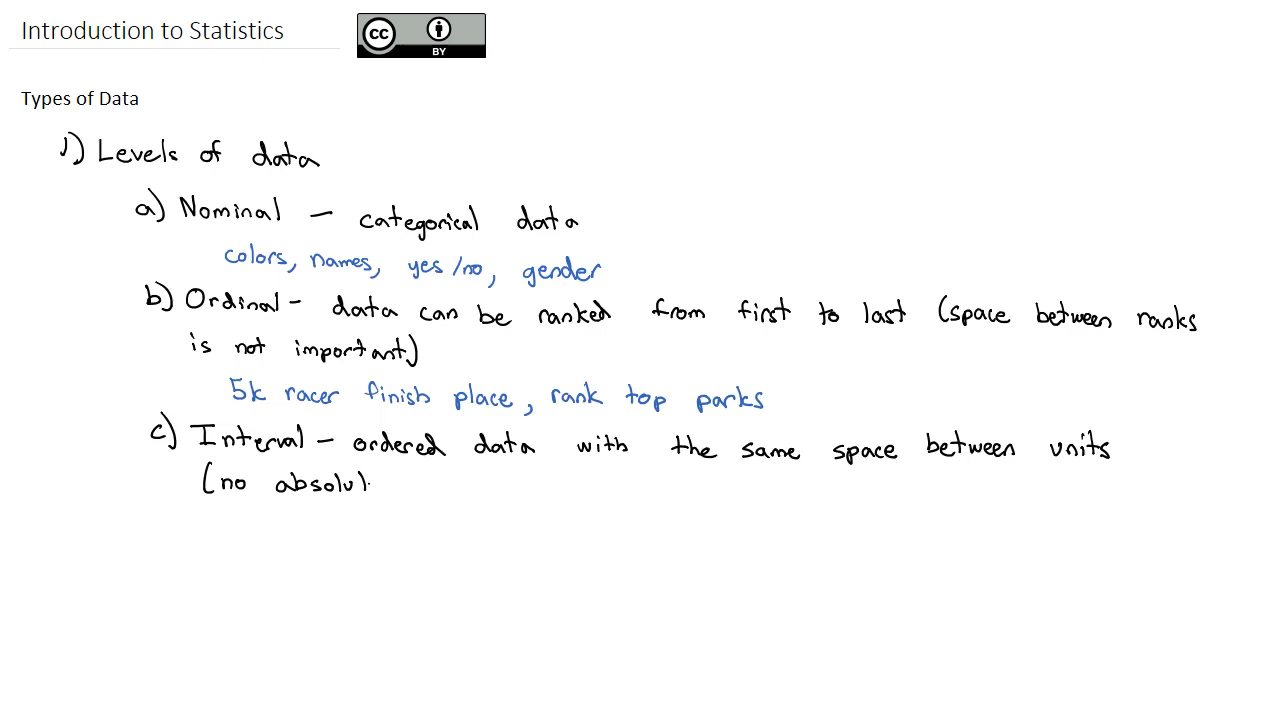 Introduction to Statistics
cc BY
Types of Data
1) Levels of data
a) Nominal – categorical data
colors, names, yes/no, gender
b) Ordinal – data can be ranked from first to last (space between ranks
is not important)
5k racer finish place, rank top parks
c) Interval – ordered data with the same space between units
(no